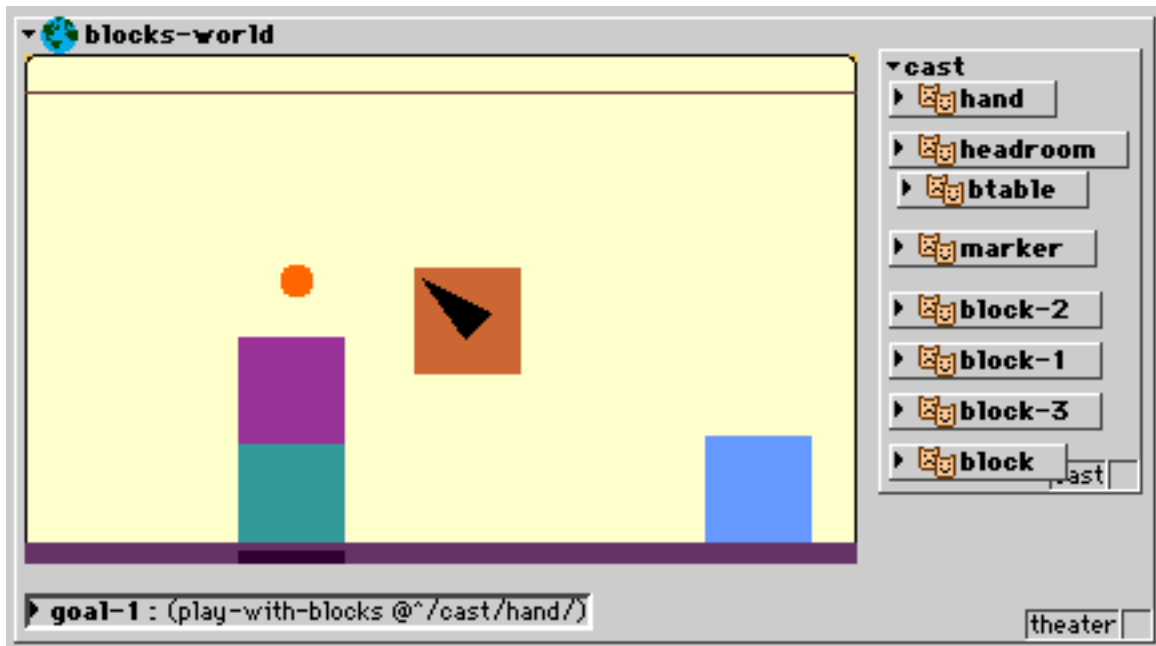 blocks-world
cast
hand
headroom
btable
marker
block-2
block-1
block-3
block
goal-1 : (play-with-blocks @^/cast/hand/)
theater